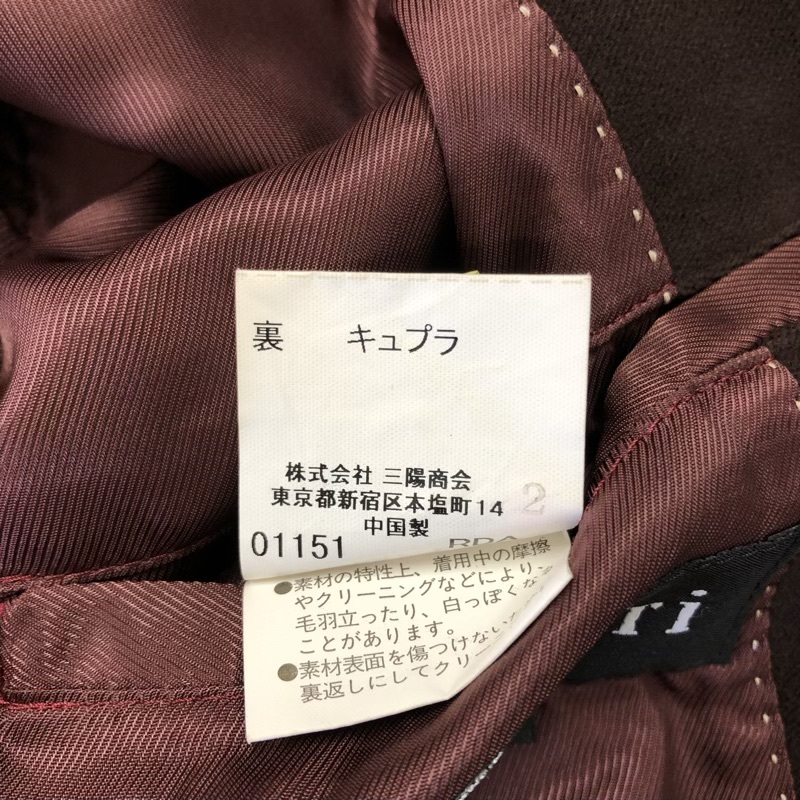 裏　　キュプラ
株式会社 三陽商会
東京都新宿区本塩町14 2
中国製
01151
●素材の特性上、着用中の摩擦
やクリーニングなどにより、
毛羽立ったり、白っぽくな
ことがあります。
●素材表面を傷つけない
裏返しにしてクリー
ri